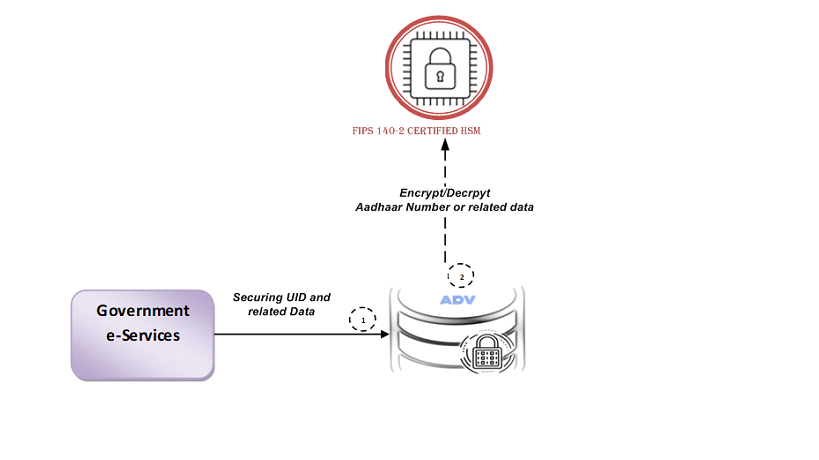 FIPS 140-2 CERTIFIED HSM
Encrypt/Decrpyt
Aadhaar Number or related data
2
ADV
Securing UID and
related Data
1
Government
e-Services